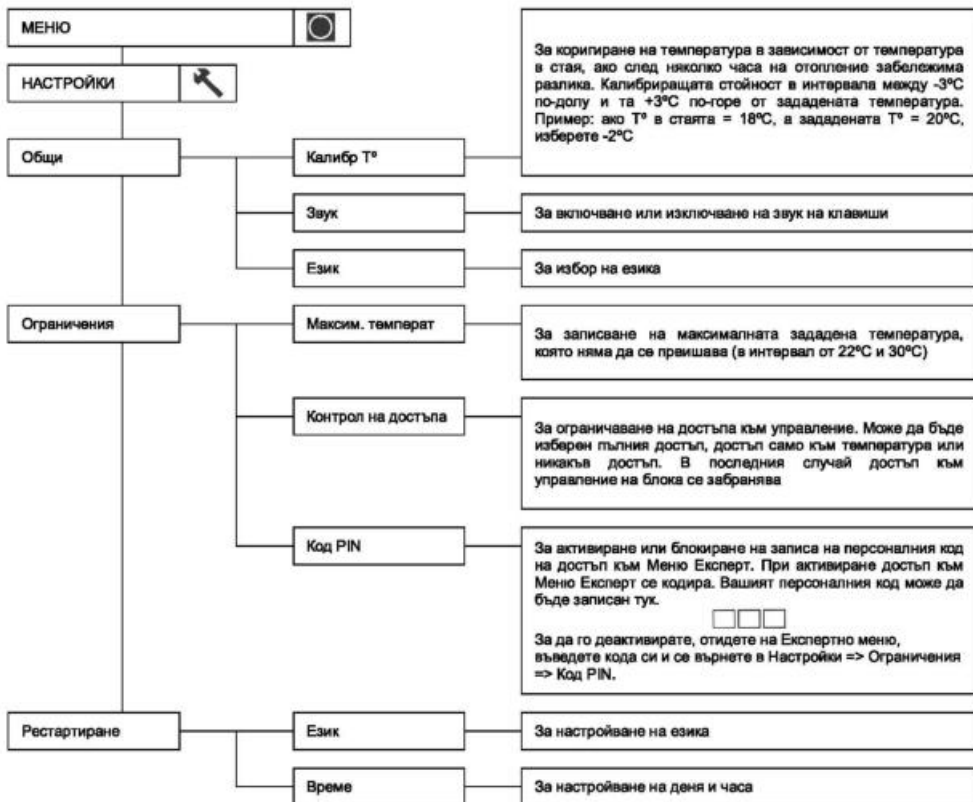 МЕНЮ
НАСТРОЙКИ
Общи
Калибр Tº
За коригиране на температура в зависимост от температура
в стая, ако след няколко часа на отопление забележима
разлика. Калибриращата стойност в интервала между -3ºC
по-долу и та +3ºC по-горе от зададената температура.
Пример: ако Tº в стаята = 18ºC, а зададената Tº = 20ºC,
изберете -2ºC
Звук
За включване или изключване на звук на клавиши
Език
За избор на езика
Ограничения
Максим. температ
За записване на максималната зададена температура,
която няма да се превишава (в интервал от 22ºC и 30ºC)
Контрол на достъпа
За ограничаване на достъпа към управление. Може да бъде
изберен пълния достъп, достъп само към температура или
никакъв достъп. В последния случай достъп към
управление на блока се забранява
Код PIN
За активиране или блокиране на записа на персоналния код
на достъп към Меню Експерт. При активиране достъп към
Меню Експерт се кодира. Вашият персоналния код може да
бъде записан тук.
За да го деактивирате, отидете на Експертно меню,
въведете кода си и се върнете в Настройки => Ограничения
=> Код PIN.
Рестартиране
Език
За настройване на езика
Време
За настройване на деня и часа